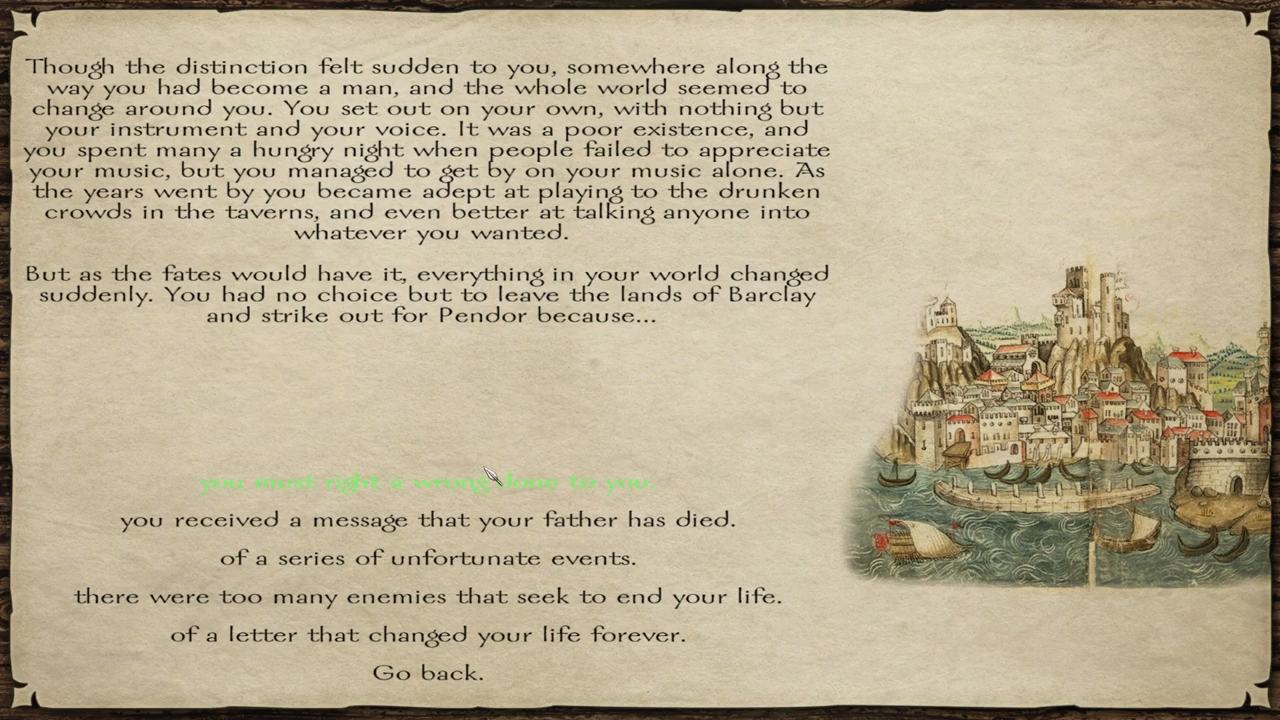 Though the distinction felt sudden to you, somewhere along the
way you had become a man, and the whole world seemed to
change around you. You set out on your own, with nothing but
your instrument and your voice. It was a poor existence, and
you spent many a hungry night when people failed to appreciate
your music, but you managed to get by on your music alone. As
the years went by you became adept at playing to the drunken
crowds in the taverns, and even better at talking anyone into
whatever you wanted.
But as the fates would have it, everything in your world changed
suddenly. You had no choice but to leave the lands of Barclay
and strike out for Pendor because...
you must right a wrong done to you.
you received a message that your father has died.
of a series of unfortunate events.
there were too many enemies that seek to end your life.
of a letter that changed your life forever.
Go back.